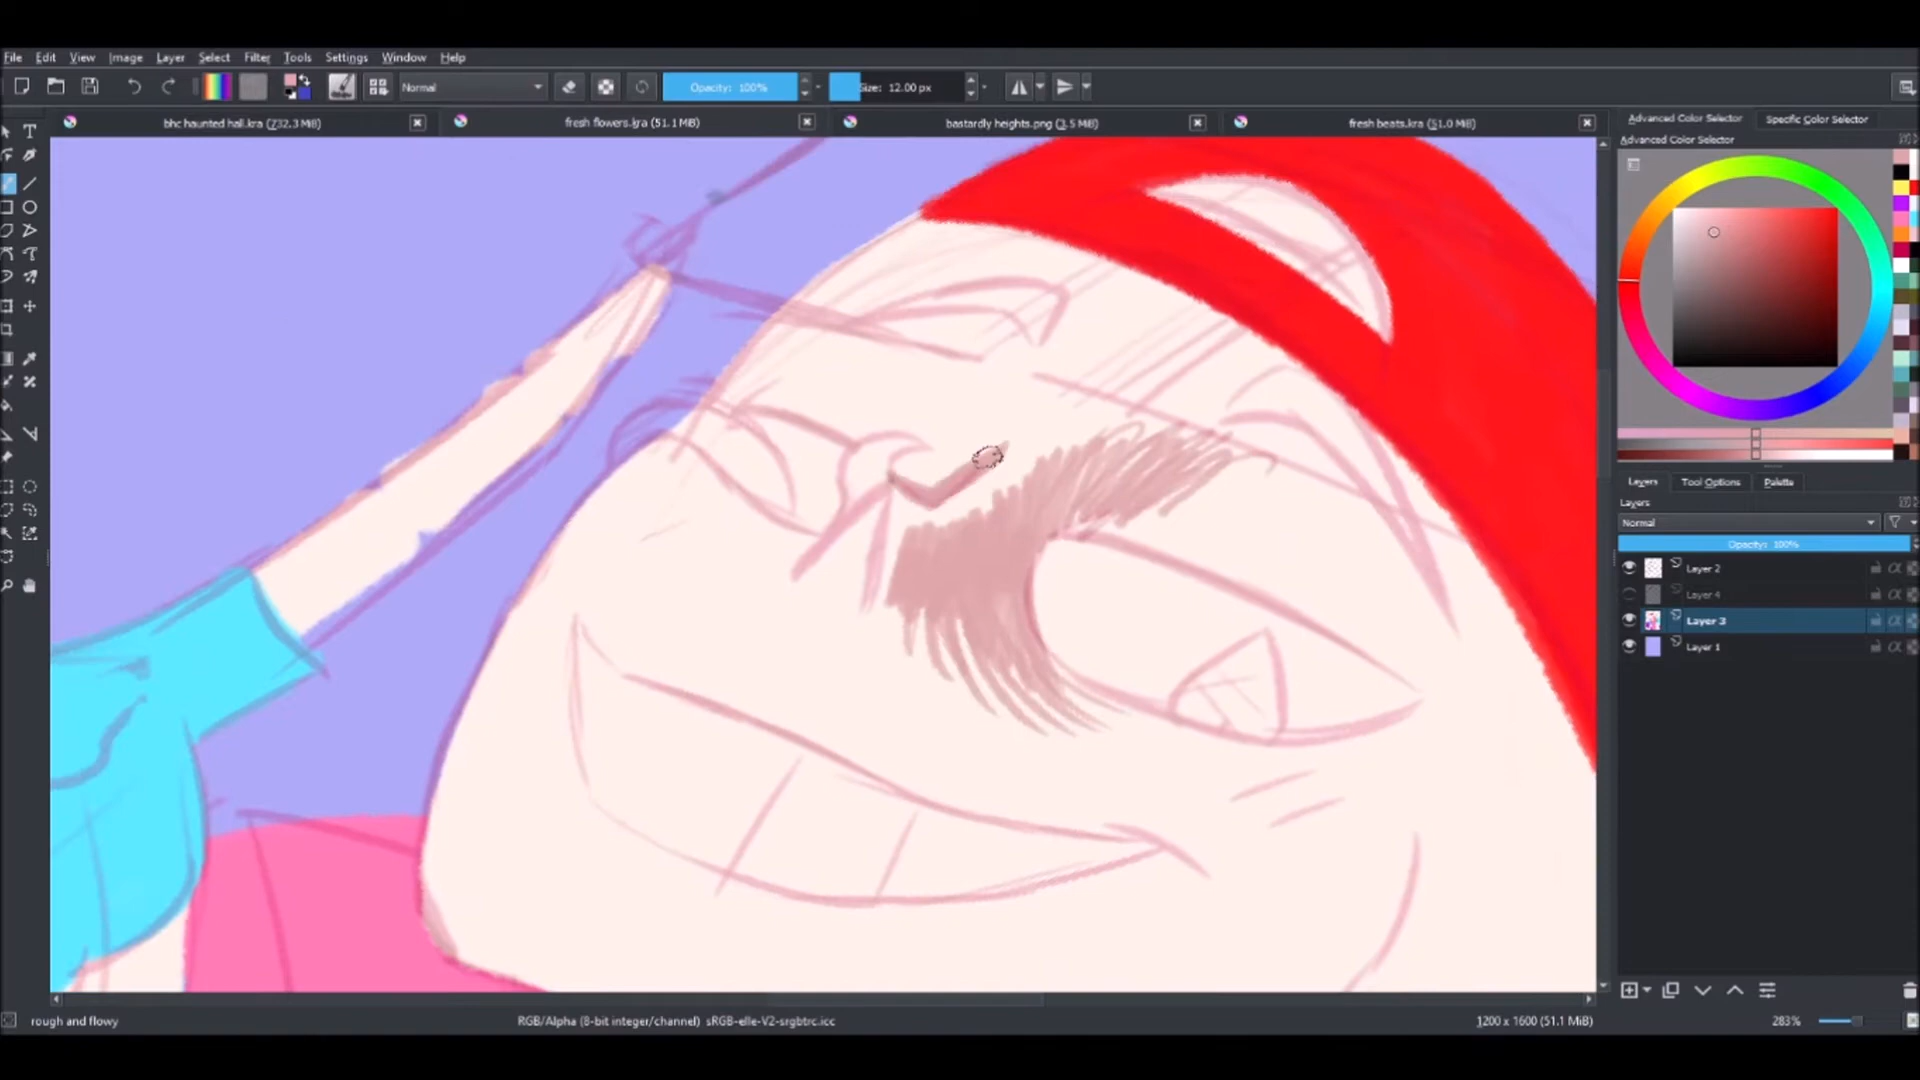 File Edit View Image Layer Select Filter Tools Settings Window Help
Normal Opacity: 100% Size: 12.00 px
bhc haunted hall.kra (732.3 MiB) fresh flowers.kra (51.1 MiB) bastardly heights.png (3.5 MiB) fresh beats.kra (51.0 MiB)
Advanced Color Selector Specific Color Selector
Advanced Color Selector
Layers Tool Options Palette
Layers
Normal
Opacity: 100%
Layer 2
Layer 4
Layer 3
Layer 1
rough and flowy RGB/Alpha (8-bit integer/channel) sRGB-elle-V2-srgbtrc.icc 1200 x 1600 (51.1 MiB) 283%